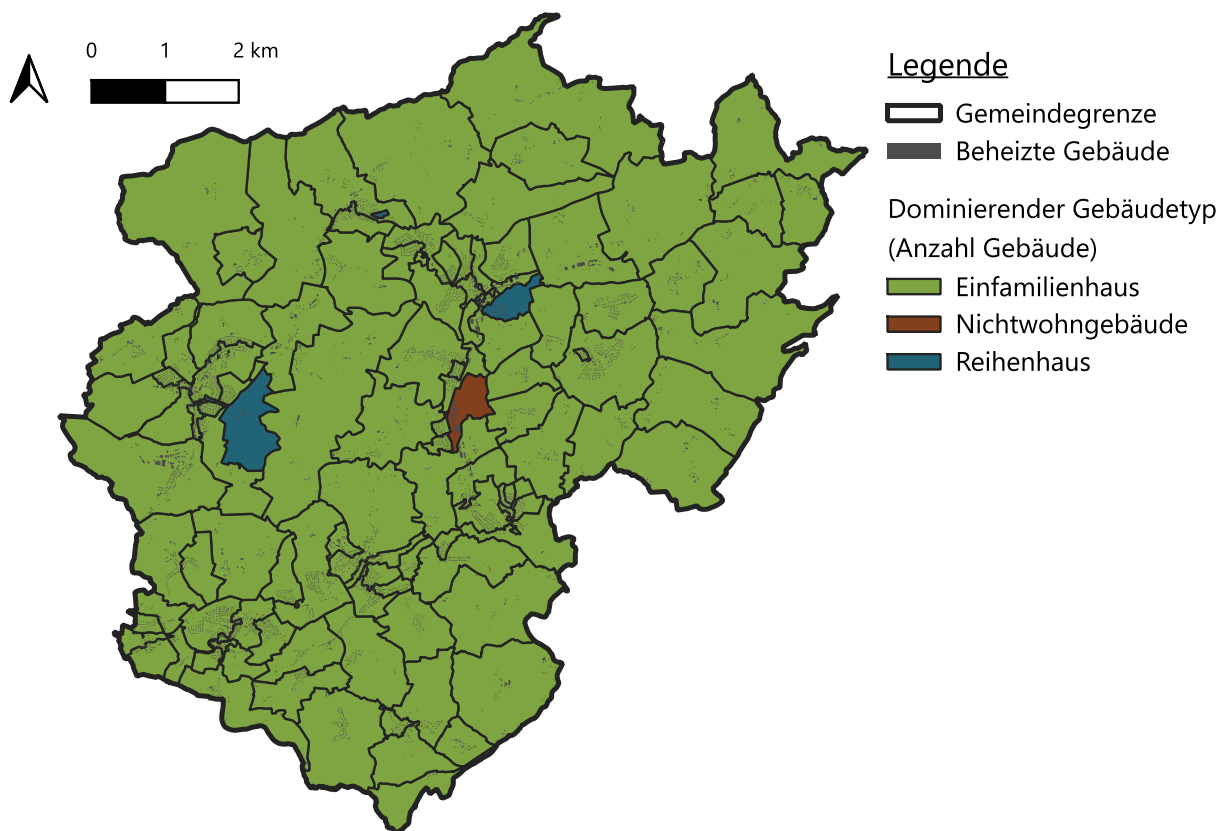 0 1 2 km
Legende
Gemeindegrenze
Beheizte Gebäude
Dominierender Gebäudetyp
(Anzahl Gebäude)
Einfamilienhaus
Nichtwohngebäude
Reihenhaus